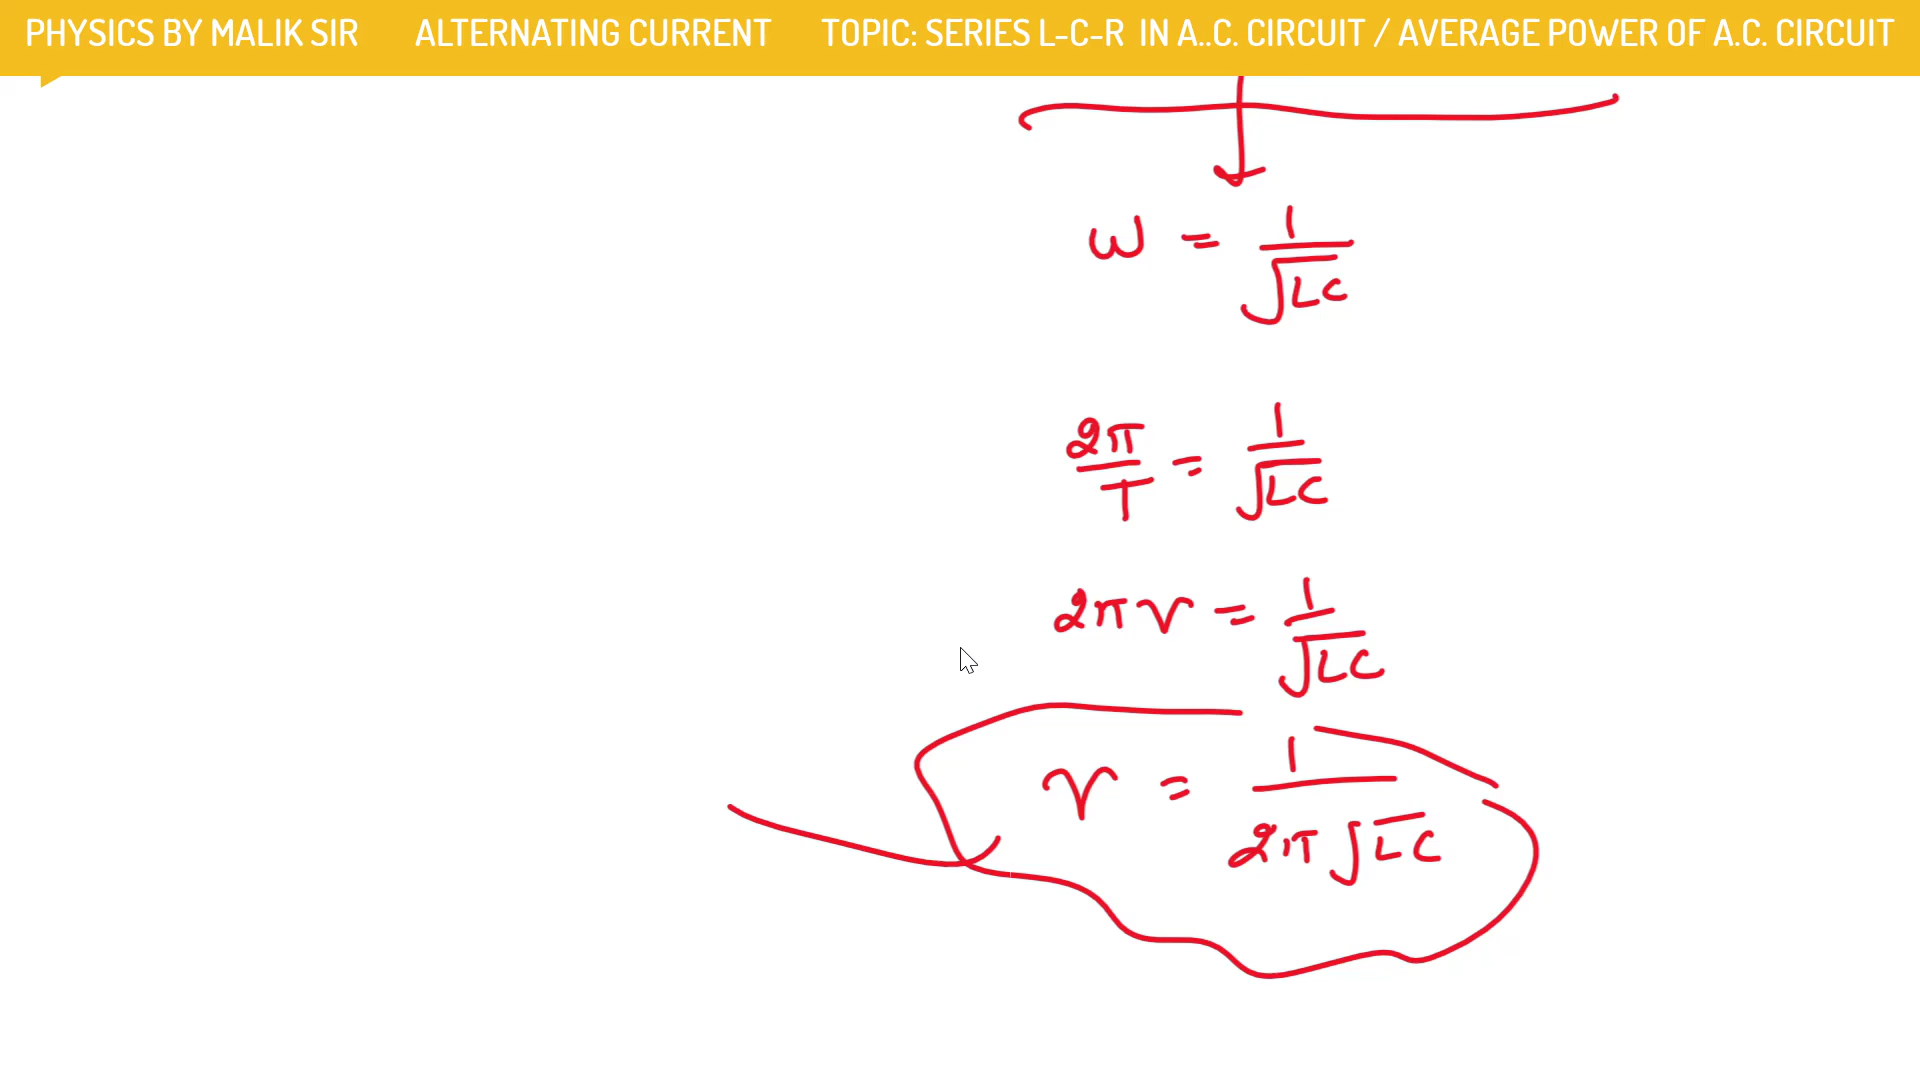 PHYSICS BY MALIK SIR ALTERNATING CURRENT TOPIC: SERIES L-C-R IN A..C. CIRCUIT / AVERAGE POWER OF A.C. CIRCUIT
ω = 1/√LC
2π/T = 1/√LC
2πν = 1/√LC
ν = 1/2π√LC